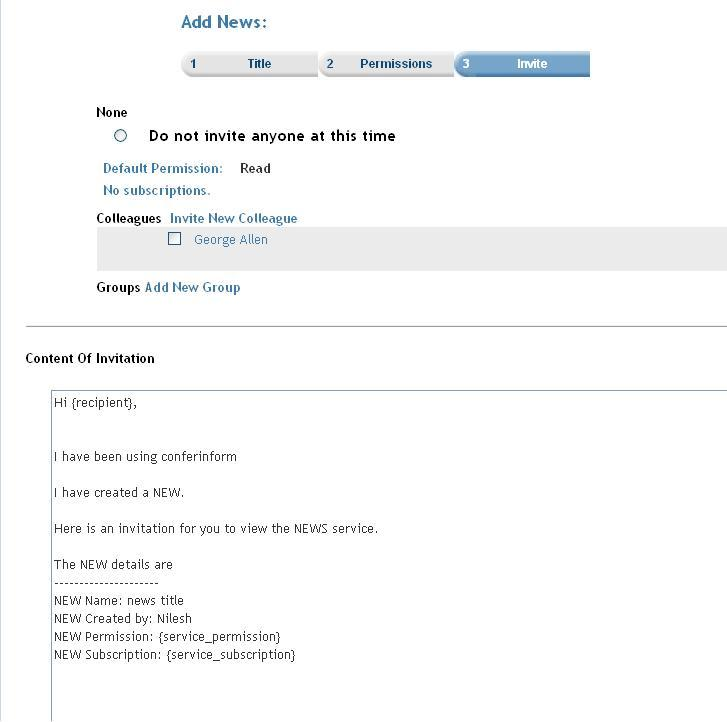 Add News:
1 Title 2 Permissions 3 Invite
None
Do not invite anyone at this time
Default Permission: Read
No subscriptions.
Colleagues Invite New Colleague
George Allen
Groups Add New Group
Content Of Invitation
Hi {recipient},
I have been using conferinform
I have created a NEW.
Here is an invitation for you to view the NEWS service.
The NEW details are
---------------------
NEW Name: news title
NEW Created by: Nilesh
NEW Permission: {service_permission}
NEW Subscription: {service_subscription}